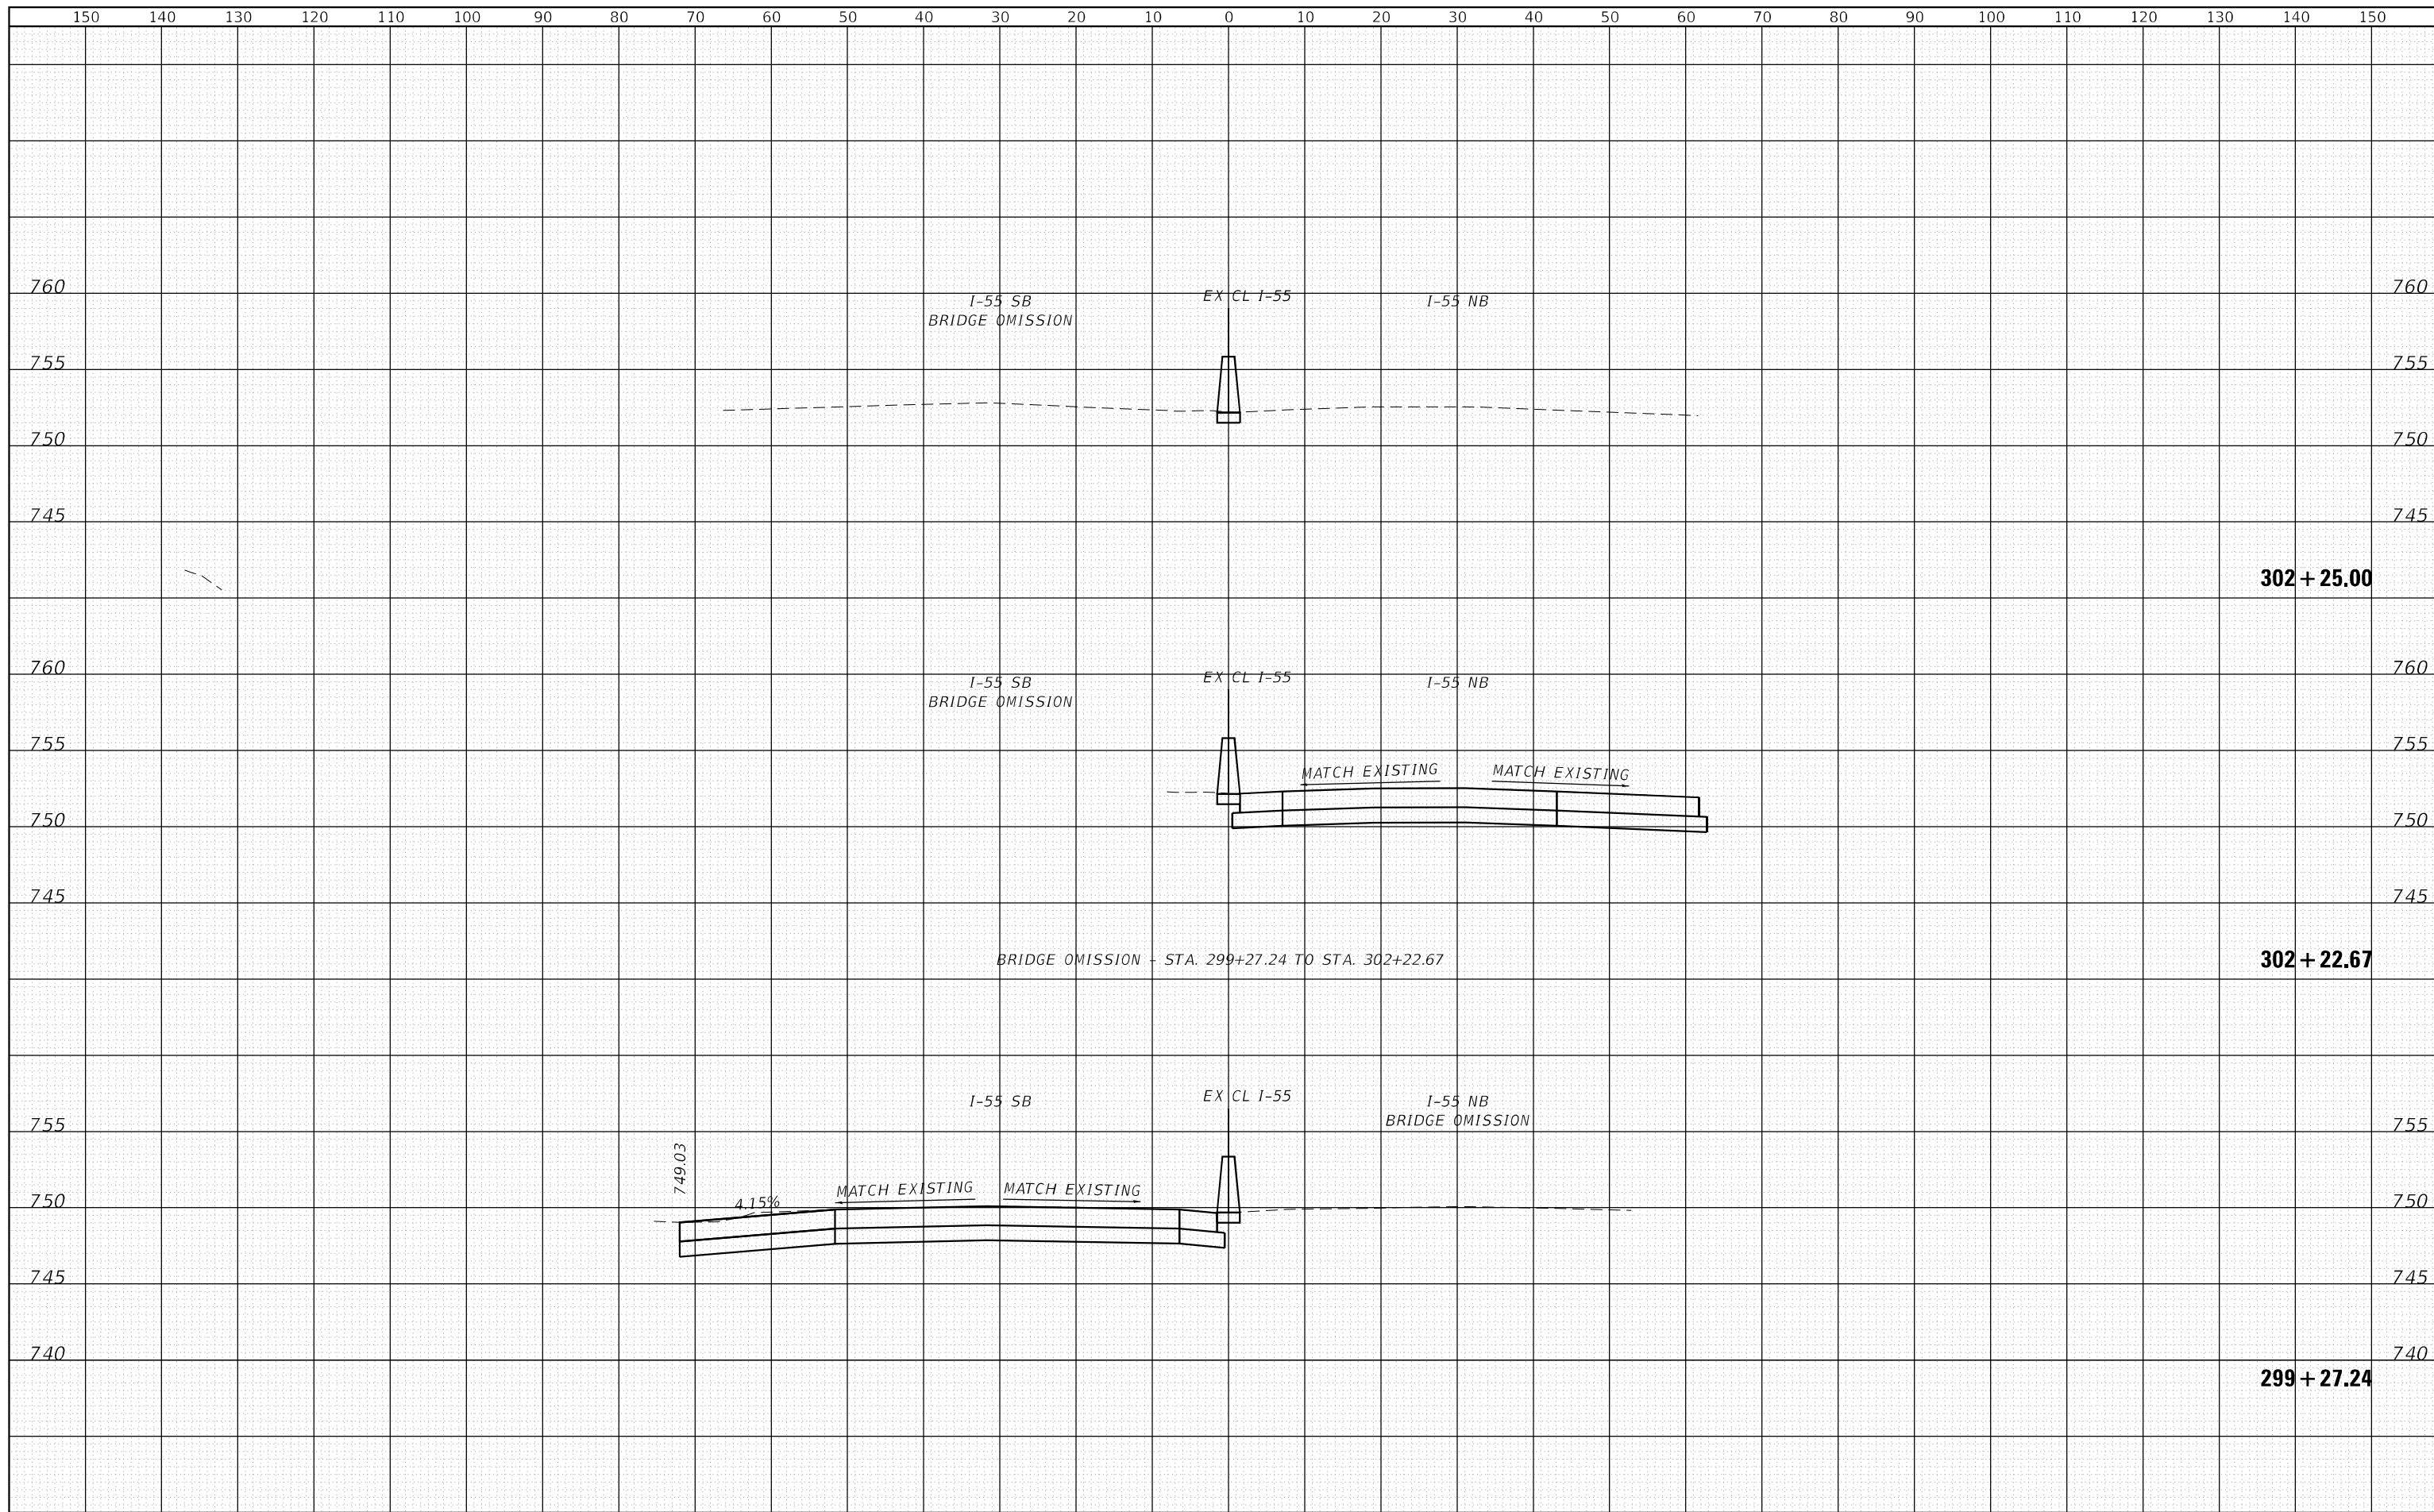 150 140 130 120 110 100 90 80 70 60 50 40 30 20 10 0 10 20 30 40 50 60 70 80 90 100 110 120 130 140 150
760 760
I-55 SB EX CL I-55 I-55 NB
BRIDGE OMISSION
755 755
750 750
745 745
302+25.00
760 760
I-55 SB EX CL I-55 I-55 NB
BRIDGE OMISSION
755 755
MATCH EXISTING MATCH EXISTING
750 750
745 745
BRIDGE OMISSION - STA. 299+27.24 TO STA. 302+22.67 302+22.67
I-55 SB EX CL I-55 I-55 NB
755 BRIDGE OMISSION 755
749.03
4.15% MATCH EXISTING MATCH EXISTING
750 750
745 745
740 740
299+27.24